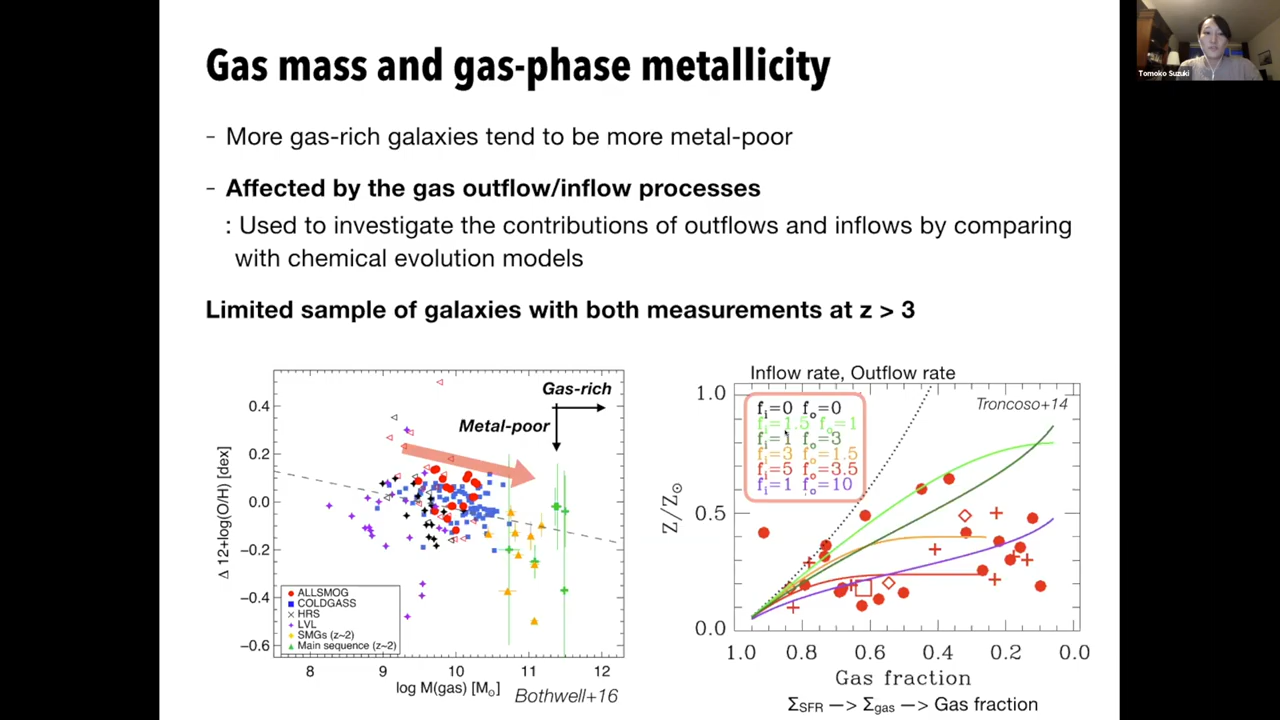 Gas mass and gas-phase metallicity
Tomoko Suzuki
- More gas-rich galaxies tend to be more metal-poor
- Affected by the gas outflow/inflow processes
: Used to investigate the contributions of outflows and inflows by comparing
with chemical evolution models
Limited sample of galaxies with both measurements at z > 3
Gas-rich
Metal-poor
0.4
0.2
0.0
−0.2
−0.4
−0.6
Δ 12+log(O/H) [dex]
ALLSMOG
COLDGASS
HRS
LVL
SMGs (z~2)
Main sequence (z~2)
8 9 10 11 12
log M(gas) [M⊙]
Bothwell+16
Inflow rate, Outflow rate
Troncoso+14
fi=0 fo=0
fi=1.5 fo=1
fi=1 fo=3
fi=3 fo=1.5
fi=5 fo=3.5
fi=1 fo=10
1.0
0.5
0.0
Z/Z⊙
1.0 0.8 0.6 0.4 0.2 0.0
Gas fraction
ΣSFR —> Σgas —> Gas fraction